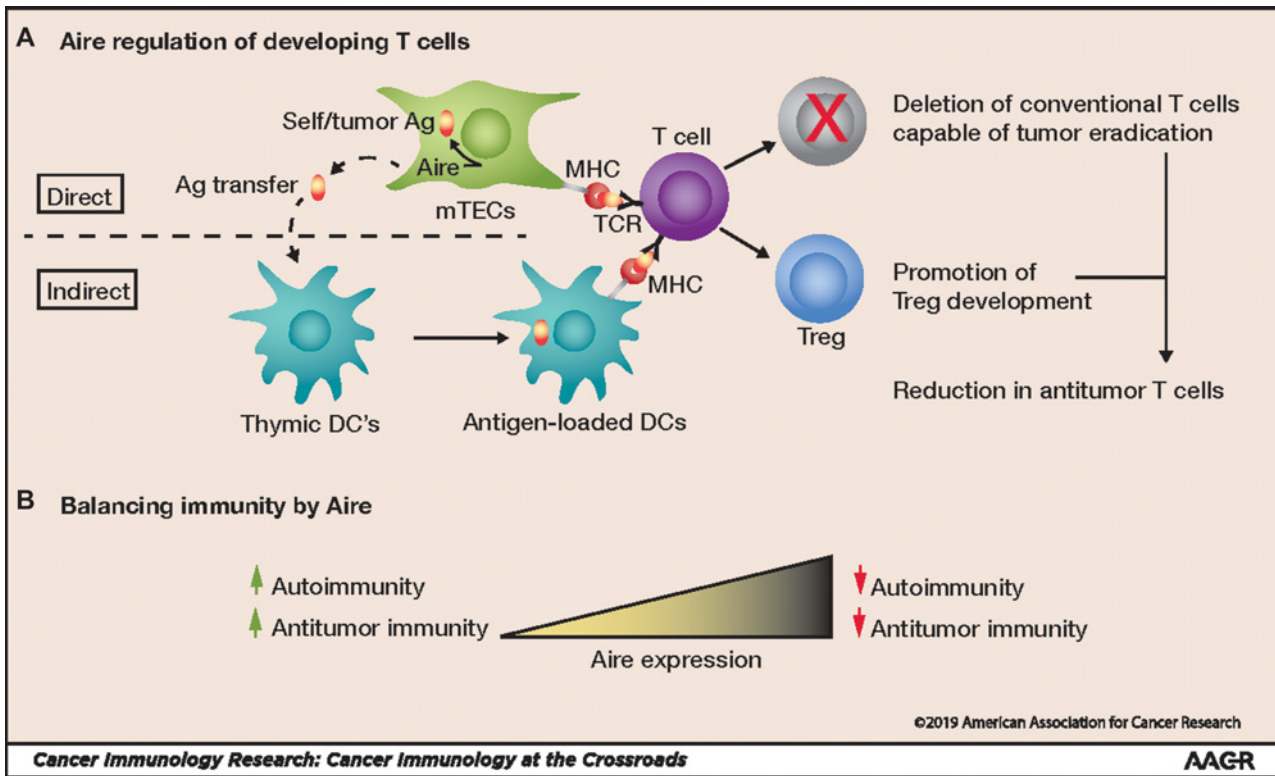 A Aire regulation of developing T cells
Self/tumor Ag
Aire
mTECs
Ag transfer
Direct
Indirect
MHC
TCR
T cell
MHC
Thymic DC's
Antigen-loaded DCs
X
Treg
Deletion of conventional T cells
capable of tumor eradication
Promotion of
Treg development
Reduction in antitumor T cells
B Balancing immunity by Aire
Autoimmunity
Antitumor immunity
Aire expression
Autoimmunity
Antitumor immunity
©2019 American Association for Cancer Research
Cancer Immunology Research: Cancer Immunology at the Crossroads
AACR